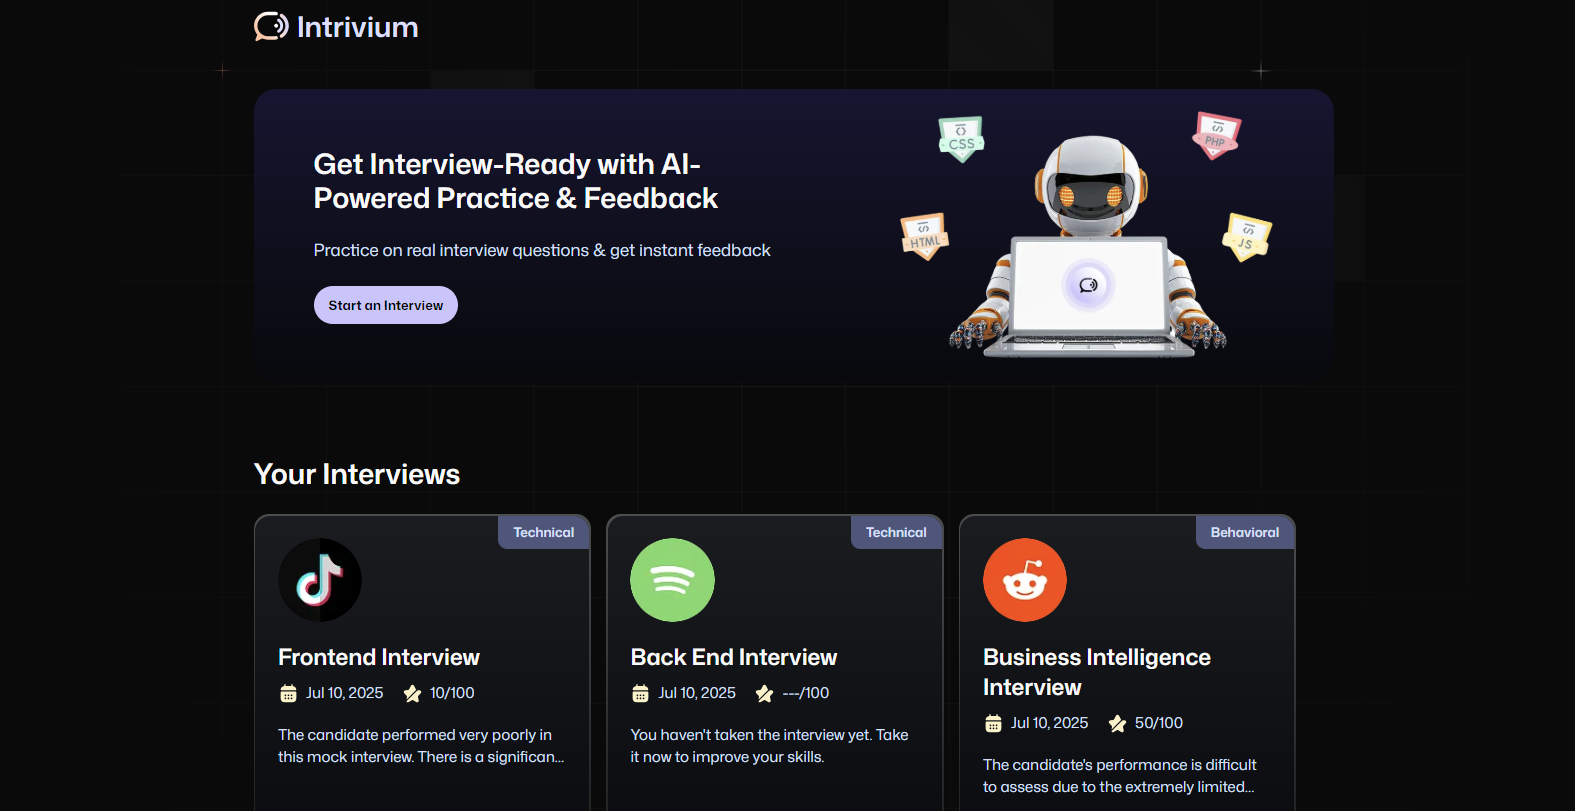 Intrivium
Get Interview-Ready with AI-
Powered Practice & Feedback
Practice on real interview questions & get instant feedback
Start an Interview
CSS
PHP
HTML
JS
Your Interviews
Technical
Frontend Interview
Jul 10, 2025 10/100
The candidate performed very poorly in
this mock interview. There is a significan...
Technical
Back End Interview
Jul 10, 2025 ---/100
You haven't taken the interview yet. Take
it now to improve your skills.
Behavioral
Business Intelligence
Interview
Jul 10, 2025 50/100
The candidate's performance is difficult
to assess due to the extremely limited...